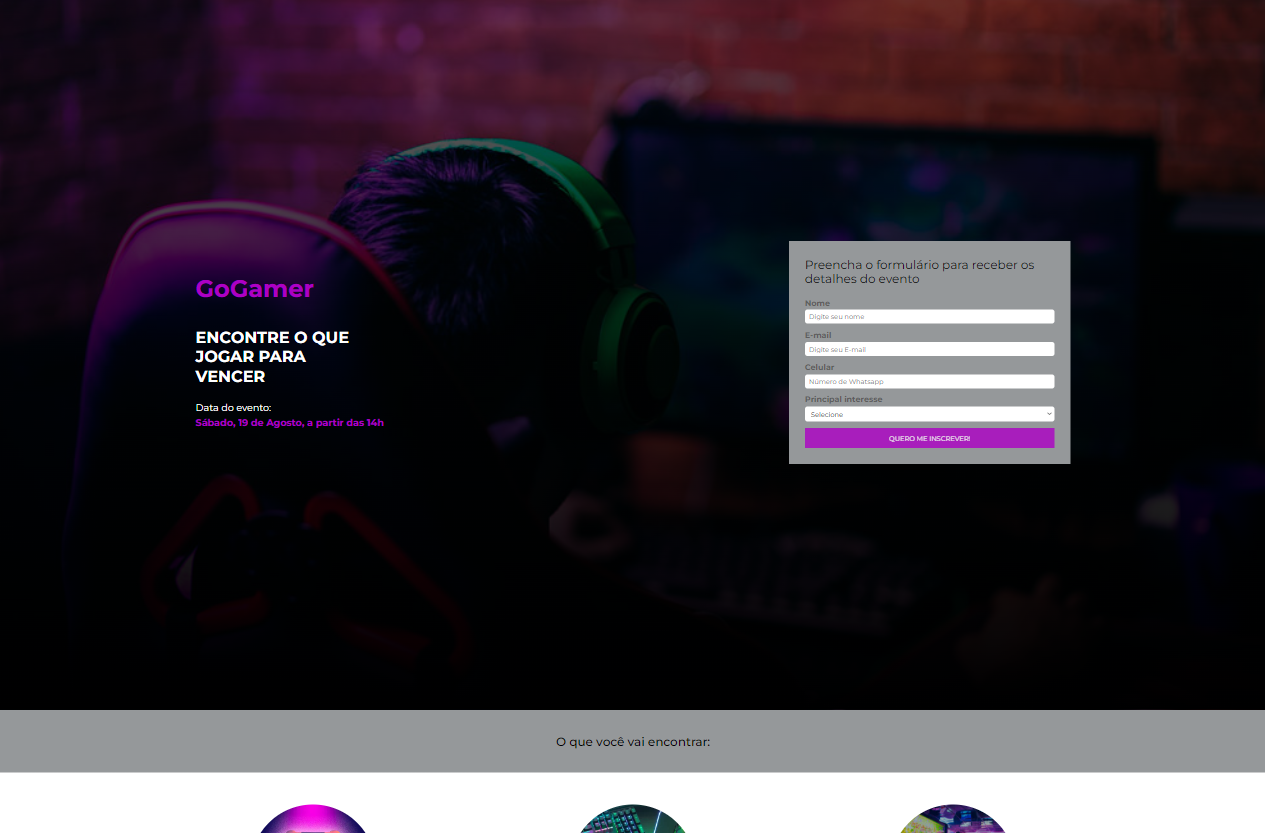 GoGamer
ENCONTRE O QUE
JOGAR PARA
VENCER
Data do evento:
Sábado, 19 de Agosto, a partir das 14h
Preencha o formulário para receber os
detalhes do evento
Nome
Digite seu nome
E-mail
Digite seu E-mail
Celular
Número de Whatsapp
Principal interesse
Selecione
QUERO ME INSCREVER!
O que você vai encontrar: